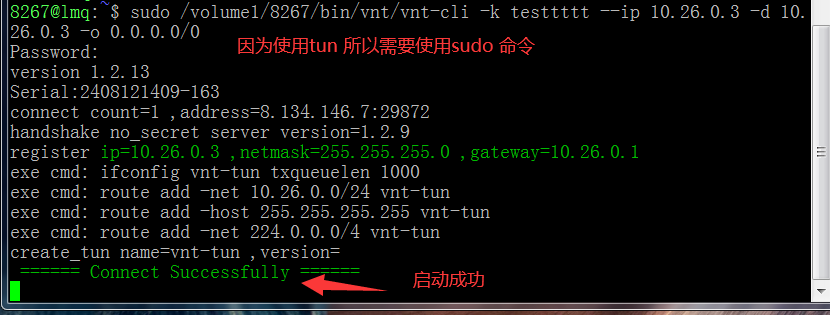 8267@lmq:~$ sudo /volume1/8267/bin/vnt/vnt-cli -k testtttt --ip 10.26.0.3 -d 10.
26.0.3 -o 0.0.0.0/0
因为使用tun 所以需要使用sudo 命令
Password:
version 1.2.13
Serial:2408121409-163
connect count=1 ,address=8.134.146.7:29872
handshake no_secret server version=1.2.9
register ip=10.26.0.3 ,netmask=255.255.255.0 ,gateway=10.26.0.1
exe cmd: ifconfig vnt-tun txqueuelen 1000
exe cmd: route add -net 10.26.0.0/24 vnt-tun
exe cmd: route add -host 255.255.255.255 vnt-tun
exe cmd: route add -net 224.0.0.0/4 vnt-tun
create_tun name=vnt-tun ,version=
====== Connect Successfully ======
启动成功